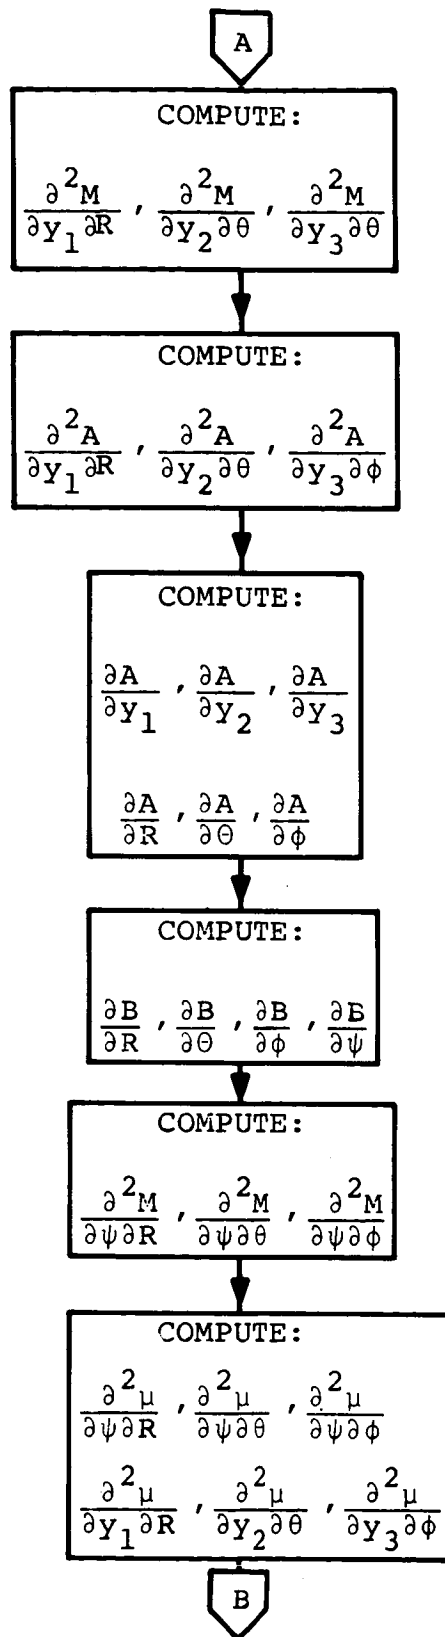 A
COMPUTE:
∂²M/∂y₁∂R , ∂²M/∂y₂∂θ , ∂²M/∂y₃∂θ
COMPUTE:
∂²A/∂y₁∂R , ∂²A/∂y₂∂θ , ∂²A/∂y₃∂φ
COMPUTE:
∂A/∂y₁ , ∂A/∂y₂ , ∂A/∂y₃
∂A/∂R , ∂A/∂Θ , ∂A/∂φ
COMPUTE:
∂B/∂R , ∂B/∂Θ , ∂B/∂φ , ∂B/∂ψ
COMPUTE:
∂²M/∂ψ∂R , ∂²M/∂ψ∂θ , ∂²M/∂ψ∂φ
COMPUTE:
∂²μ/∂ψ∂R , ∂²μ/∂ψ∂θ , ∂²μ/∂ψ∂φ
∂²μ/∂y₁∂R , ∂²μ/∂y₂∂θ , ∂²μ/∂y₃∂φ
B